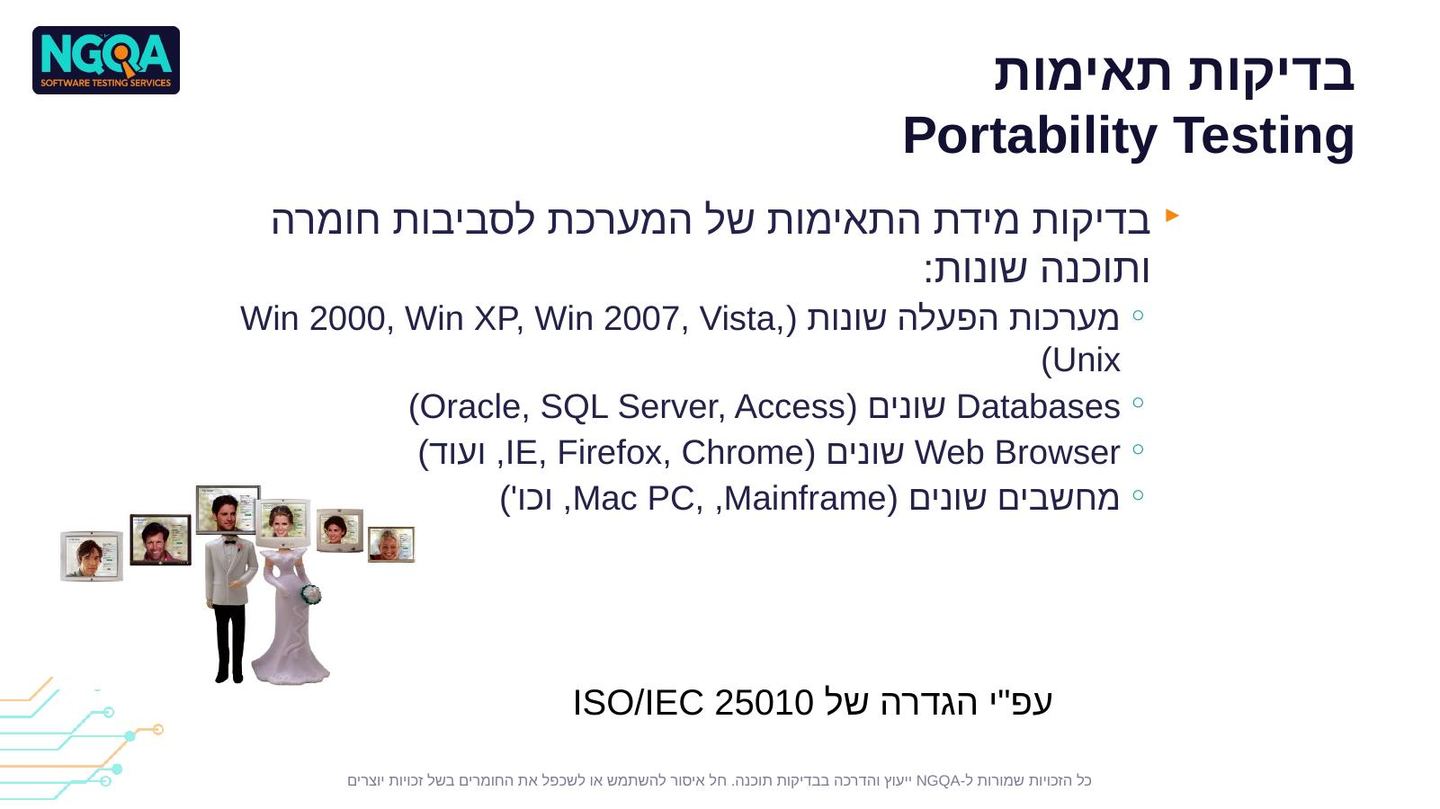 NGQA
SOFTWARE TESTING SERVICES
בדיקות תאימות
Portability Testing
בדיקות מידת התאימות של המערכת לסביבות חומרה
ותוכנה שונות:
מערכות הפעלה שונות (Win 2000, Win XP, Win 2007, Vista,
Unix)
Databases שונים (Oracle, SQL Server, Access)
Web Browser שונים (IE, Firefox, Chrome, ועוד)
מחשבים שונים (Mac PC, ,Mainframe, וכו')
עפ"י הגדרה של ISO/IEC 25010
כל הזכויות שמורות ל-NGQA ייעוץ והדרכה בבדיקות תוכנה. חל איסור להשתמש או לשכפל את החומרים בשל זכויות יוצרים